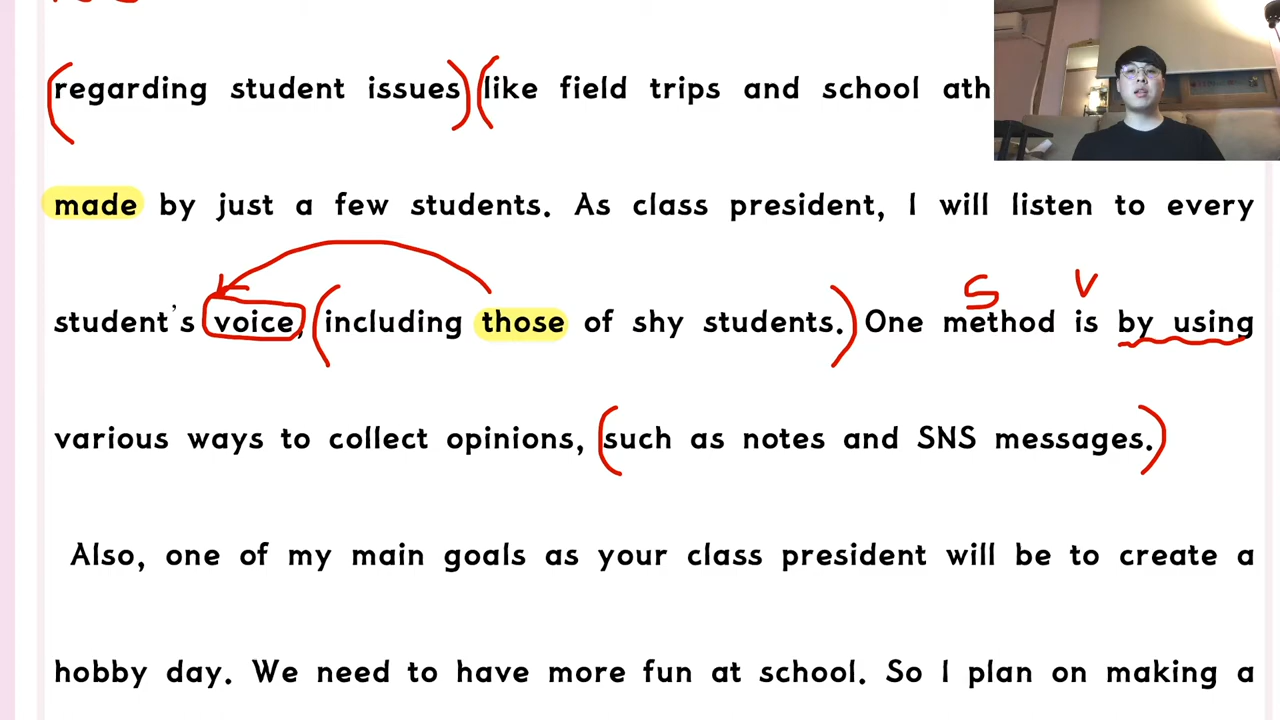 regarding student issues) (like field trips and school ath
made by just a few students. As class president, I will listen to every
S V
student's voice, (including those of shy students.) One method is by using
various ways to collect opinions, (such as notes and SNS messages.)
Also, one of my main goals as your class president will be to create a
hobby day. We need to have more fun at school. So I plan on making a